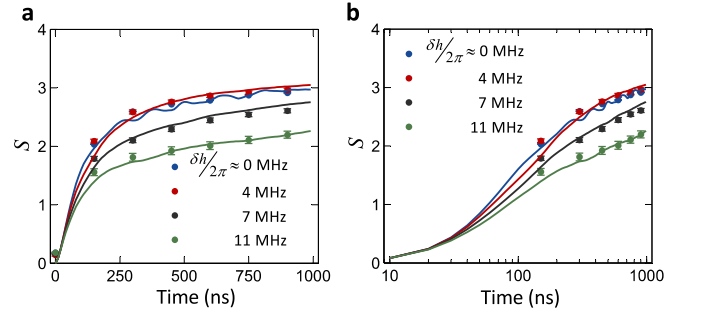 a
S
4
3
2
1
0
0
250
500
750
1000
Time (ns)
δh/2π ≈ 0 MHz
4 MHz
7 MHz
11 MHz
b
S
4
3
2
1
0
10
100
1000
Time (ns)
δh/2π ≈ 0 MHz
4 MHz
7 MHz
11 MHz